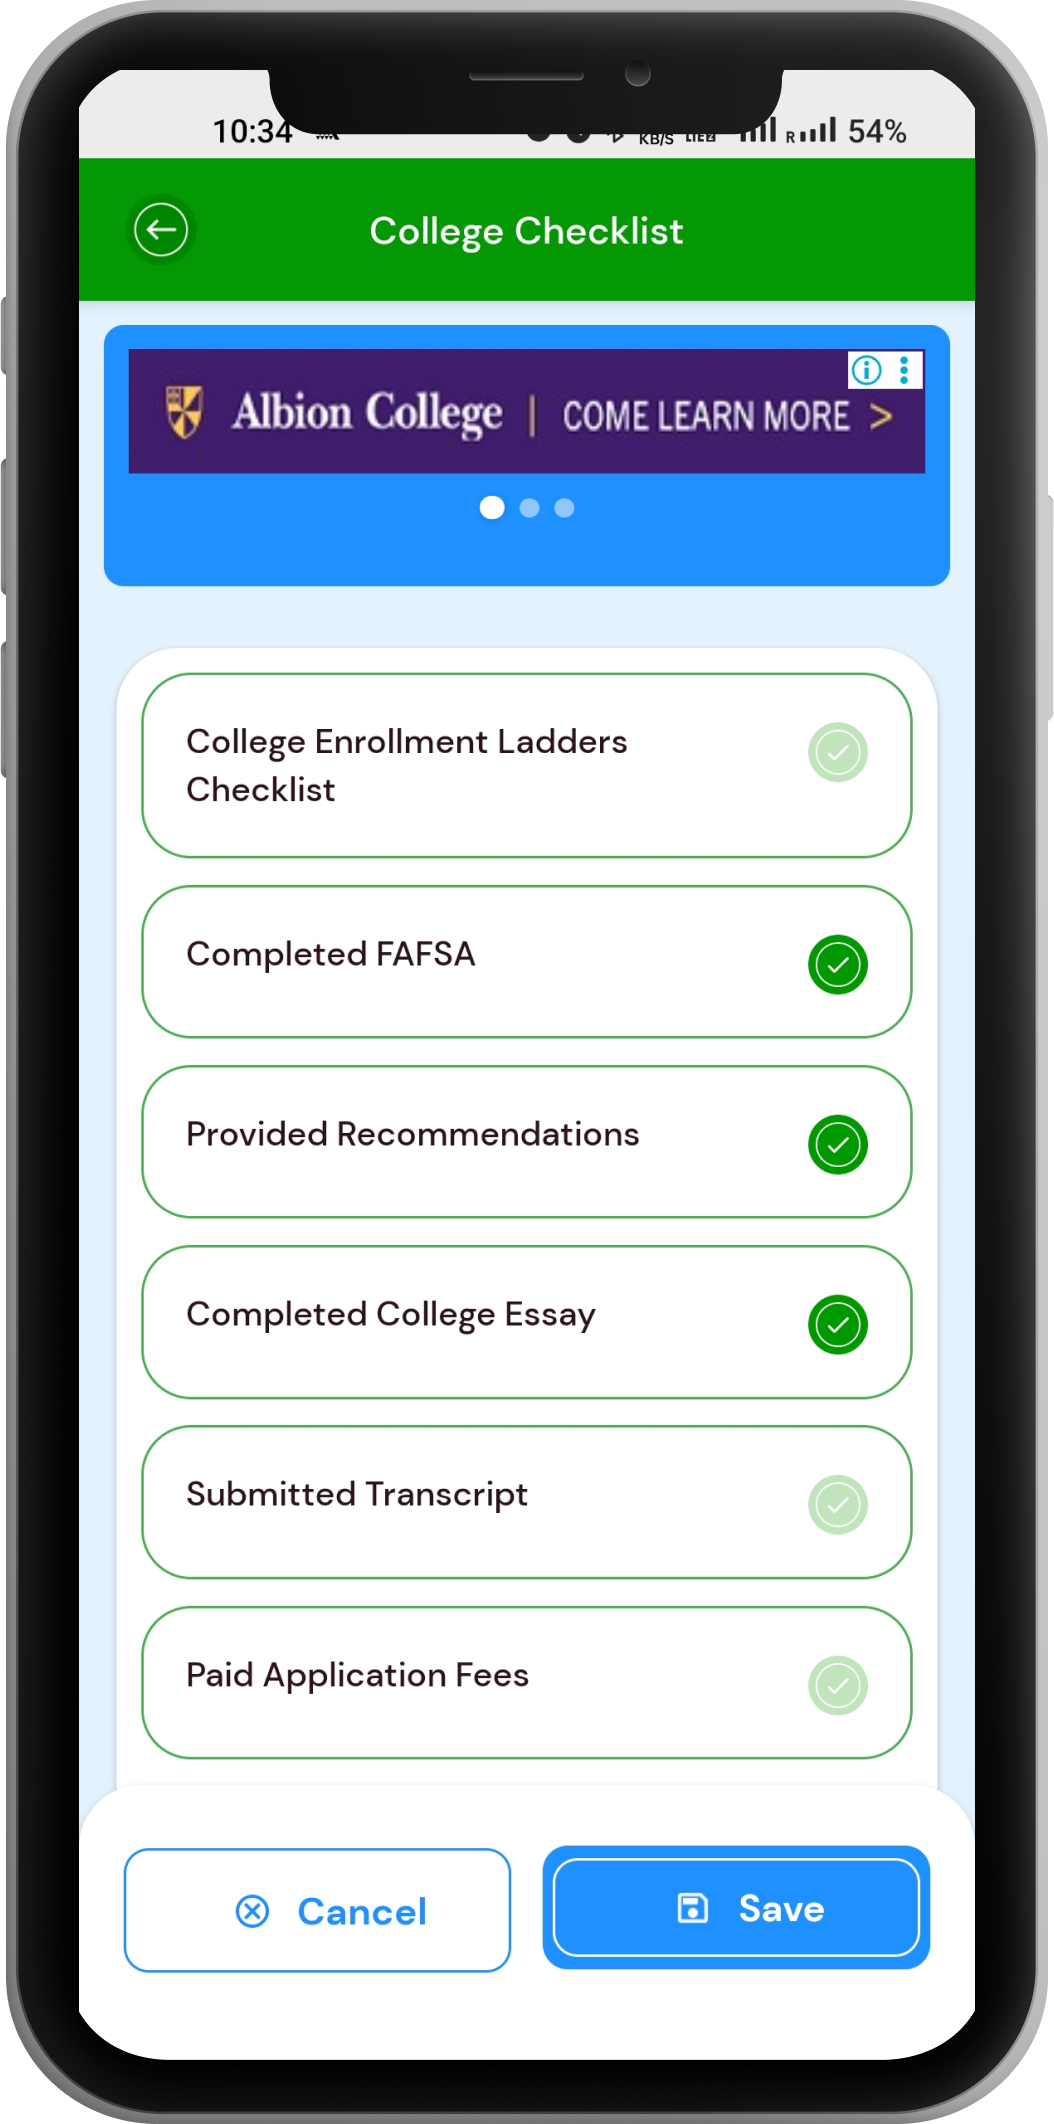 10:34
KB/S
R
54%
College Checklist
Albion College | COME LEARN MORE >
College Enrollment Ladders
Checklist
Completed FAFSA
Provided Recommendations
Completed College Essay
Submitted Transcript
Paid Application Fees
Cancel
Save